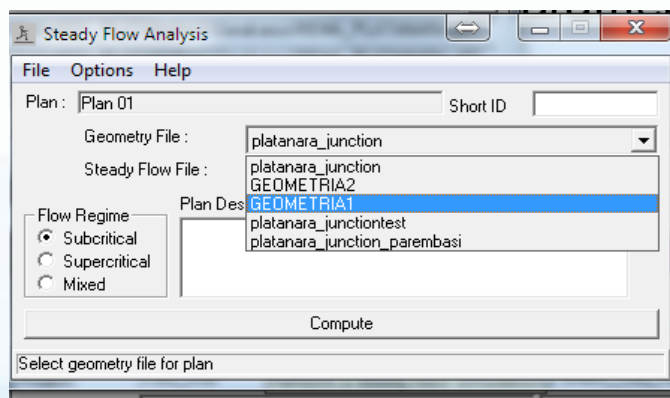 Steady Flow Analysis
File Options Help
Plan : Plan 01 Short ID
Geometry File : platanara_junction
Steady Flow File :
platanara_junction
GEOMETRIA2
GEOMETRIA1
platanara_junctiontest
platanara_junction_parembasi
Plan Des
Flow Regime
Subcritical
Supercritical
Mixed
Compute
Select geometry file for plan